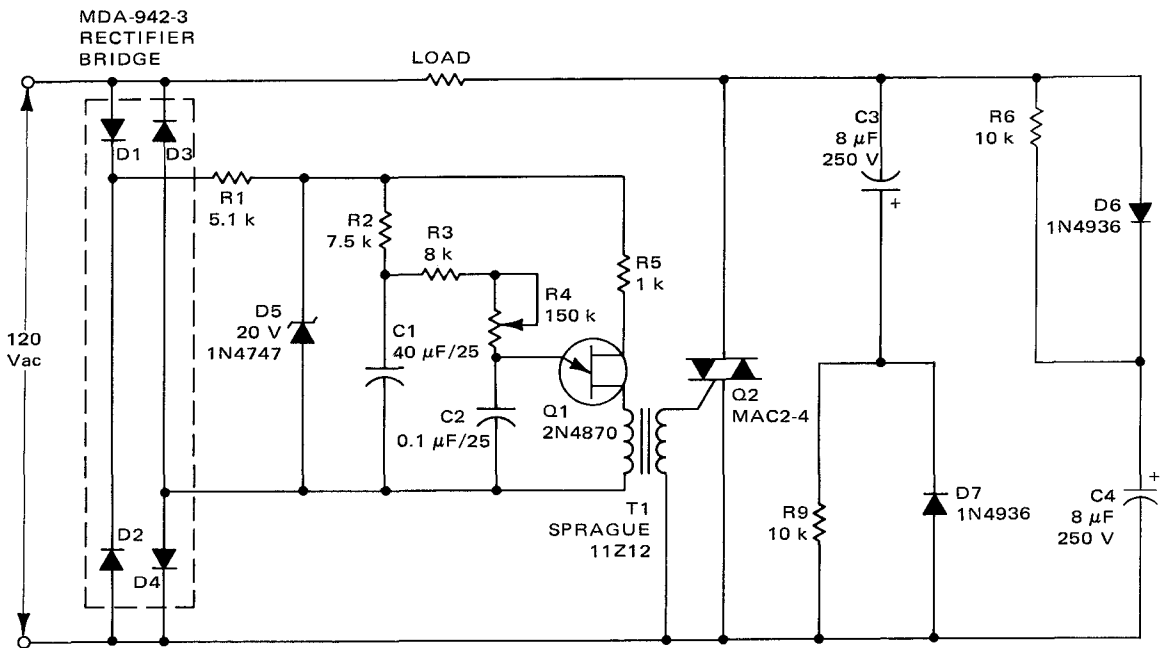 MDA-942-3
RECTIFIER
BRIDGE
LOAD
D1
D3
R1
5.1 k
R2
7.5 k
R3
8 k
R4
150 k
R5
1 k
C3
8 µF
250 V
+
R6
10 k
D6
1N4936
120
Vac
D5
20 V
1N4747
C1
40 µF/25
C2
0.1 µF/25
Q1
2N4870
Q2
MAC2-4
D2
D4
T1
SPRAGUE
11Z12
R9
10 k
D7
1N4936
C4
8 µF
250 V
+